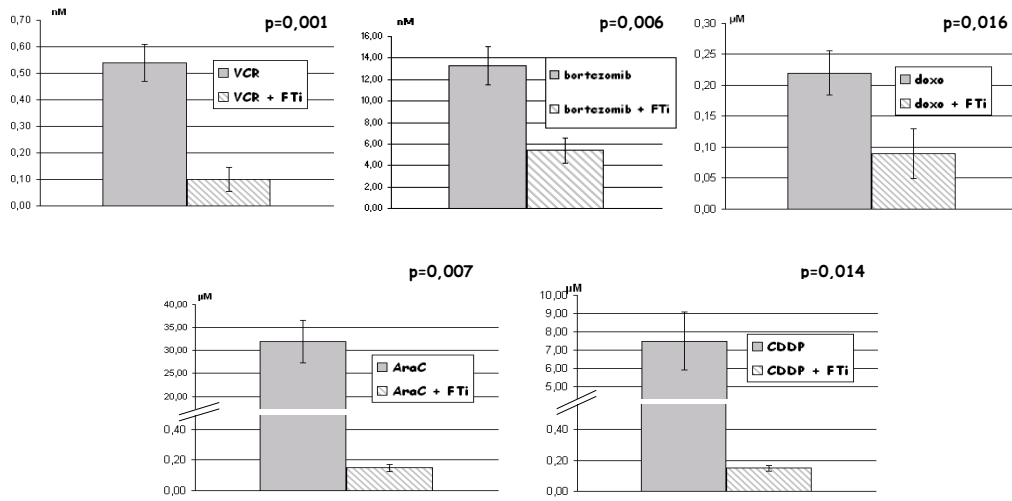 nM
p=0,001
0,70
0,60
0,50
0,40
0,30
0,20
0,10
0,00
VCR
VCR + FTi
nM
p=0,006
16,00
14,00
12,00
10,00
8,00
6,00
4,00
2,00
0,00
bortezomib
bortezomib + FTi
µM
p=0,016
0,30
0,25
0,20
0,15
0,10
0,05
0,00
doxo
doxo + FTi
p=0,007
µM
40,00
35,00
30,00
25,00
20,00
0,40
0,20
0,00
AraC
AraC + FTi
p=0,014
µM
10,00
9,00
8,00
7,00
6,00
5,00
0,40
0,20
0,00
CDDP
CDDP + FTi